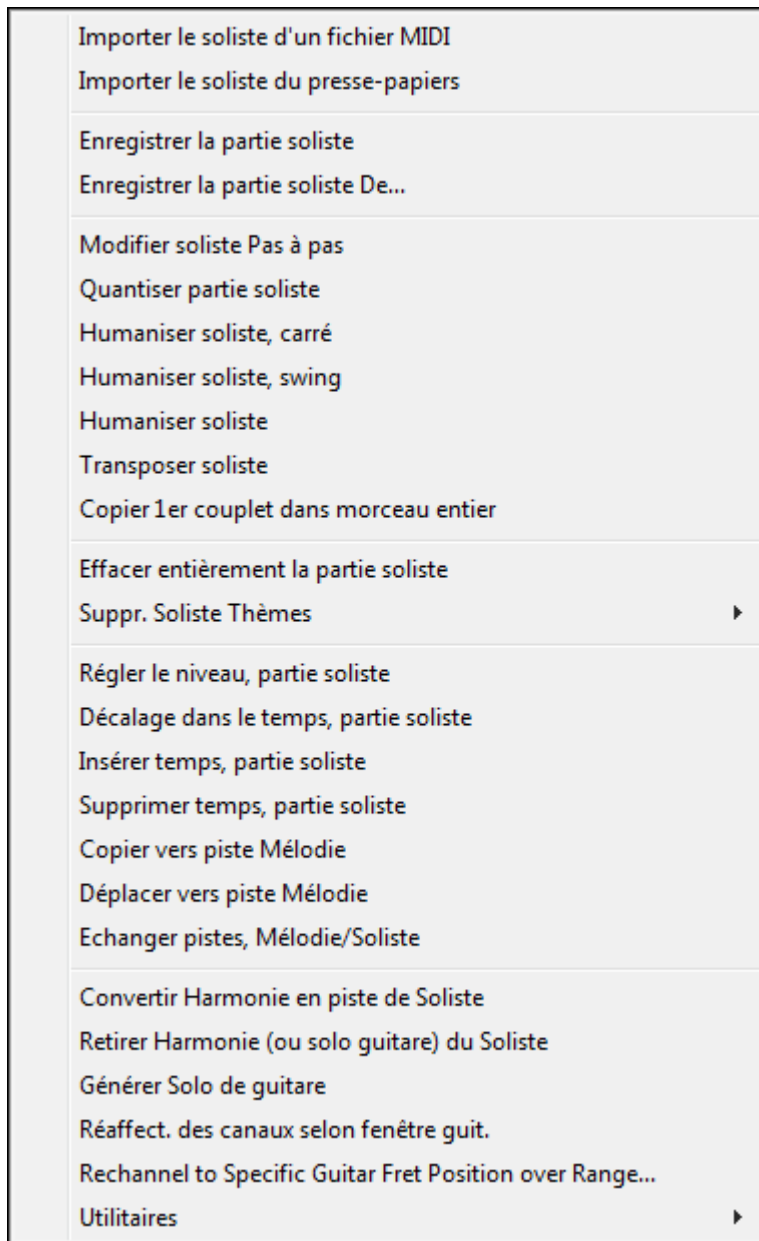 Importer le soliste d'un fichier MIDI
Importer le soliste du presse-papiers
Enregistrer la partie soliste
Enregistrer la partie soliste De...
Modifier soliste Pas à pas
Quantiser partie soliste
Humaniser soliste, carré
Humaniser soliste, swing
Humaniser soliste
Transposer soliste
Copier 1er couplet dans morceau entier
Effacer entièrement la partie soliste
Suppr. Soliste Thèmes
Régler le niveau, partie soliste
Décalage dans le temps, partie soliste
Insérer temps, partie soliste
Supprimer temps, partie soliste
Copier vers piste Mélodie
Déplacer vers piste Mélodie
Echanger pistes, Mélodie/Soliste
Convertir Harmonie en piste de Soliste
Retirer Harmonie (ou solo guitare) du Soliste
Générer Solo de guitare
Réaffect. des canaux selon fenêtre guit.
Rechannel to Specific Guitar Fret Position over Range...
Utilitaires